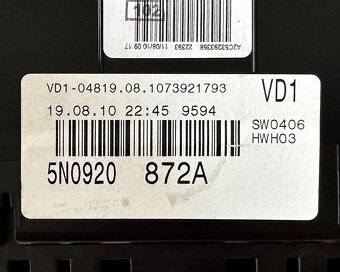 102
11/08/10 09 17
22393
A2C53293358
VD1-04819.08.1073921793
VD1
19.08.10 22:45 9594
SW0406
HWH03
5N0920 872A